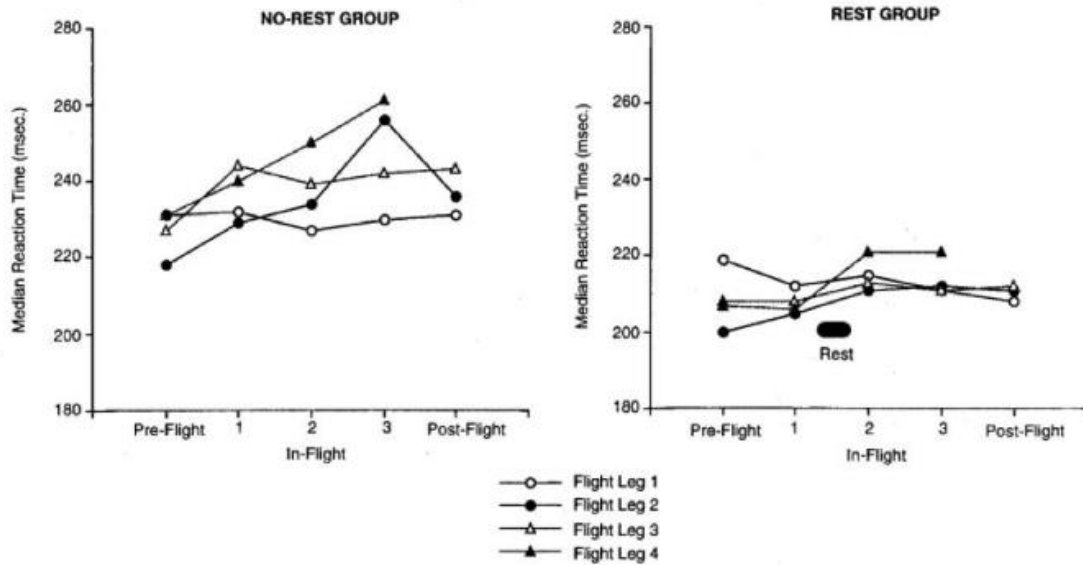 NO-REST GROUP
280
260
240
220
200
180
Median Reaction Time (msec.)
Pre-Flight 1 2 3 Post-Flight
In-Flight
REST GROUP
280
260
240
220
200
180
Median Reaction Time (msec.)
Rest
Pre-Flight 1 2 3 Post-Flight
In-Flight
Flight Leg 1
Flight Leg 2
Flight Leg 3
Flight Leg 4